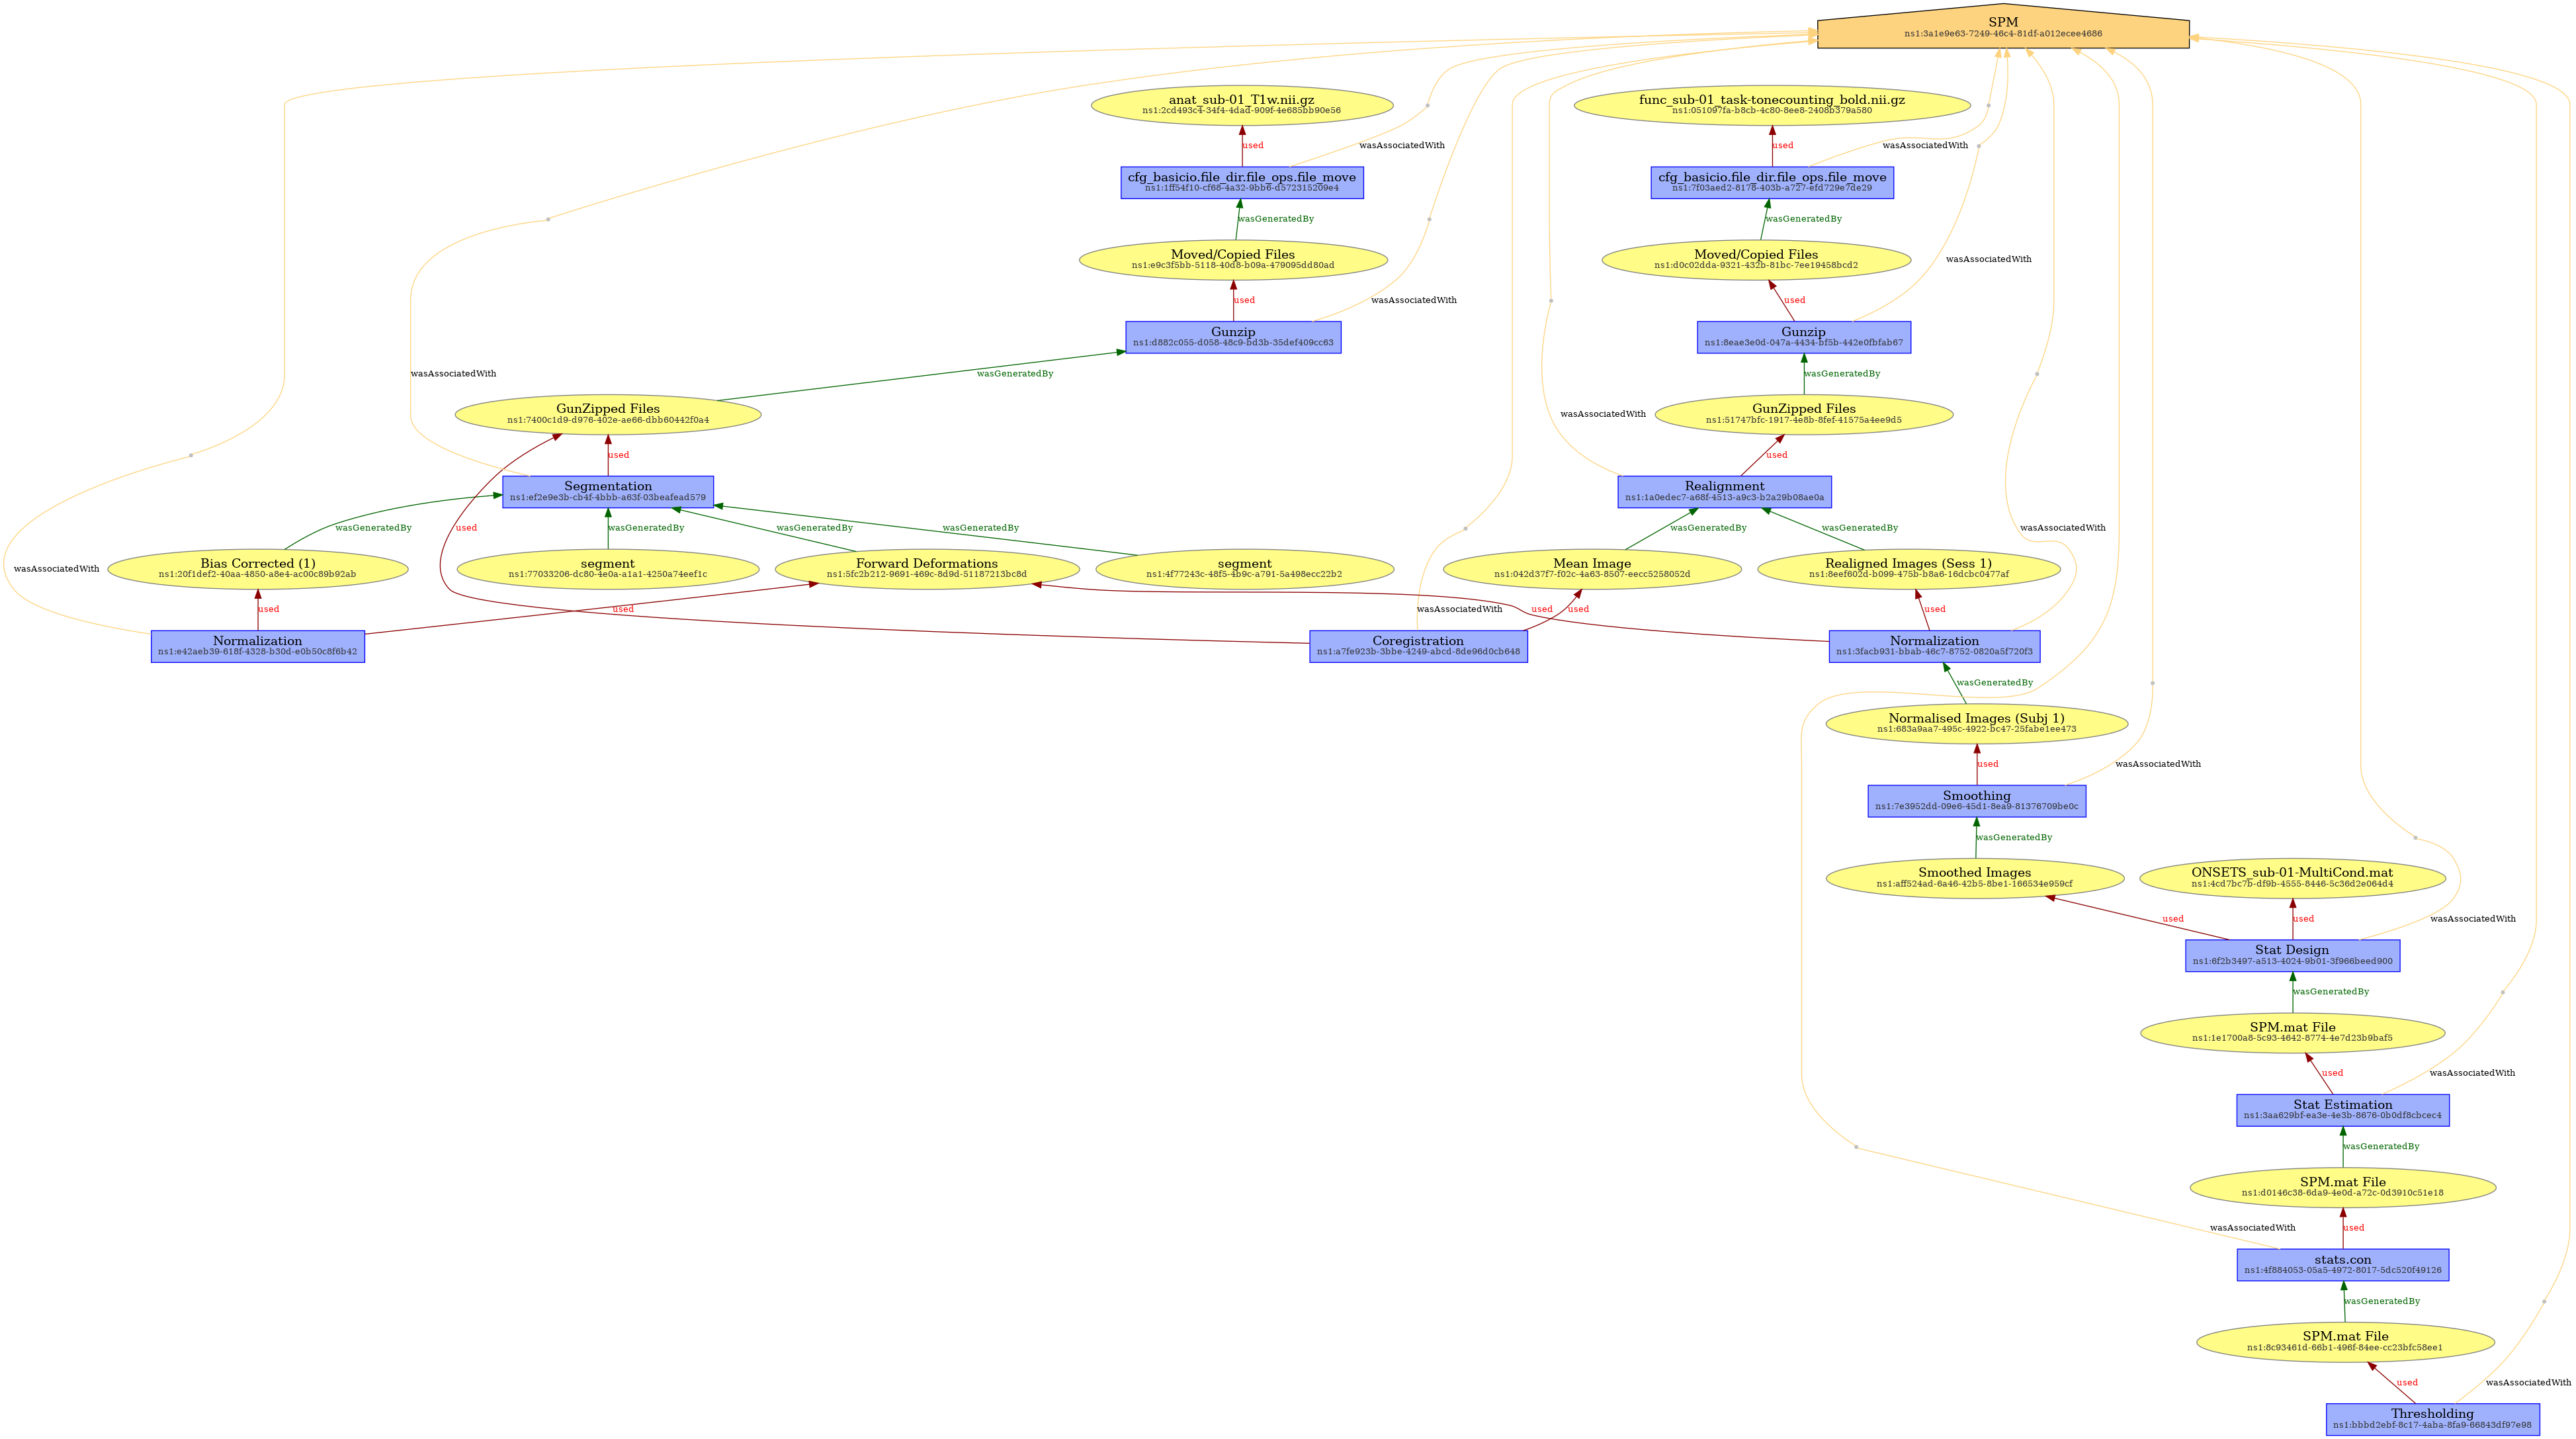 SPM
ns1:3a1e9e63-7249-46c4-81df-a012ecee4686
anat_sub-01_T1w.nii.gz
ns1:2cd493c4-34f4-4dad-909f-4e685bb90e56
func_sub-01_task-tonecounting_bold.nii.gz
ns1:051097fa-b8cb-4c80-8ee8-2408b379a580
used
wasAssociatedWith
used
wasAssociatedWith
cfg_basicio.file_dir.file_ops.file_move
ns1:1ff54f10-cf68-4a32-9bb6-d572315209e4
cfg_basicio.file_dir.file_ops.file_move
ns1:7f03aed2-8178-403b-a727-efd729e7de29
wasGeneratedBy
wasGeneratedBy
Moved/Copied Files
ns1:e9c3f5bb-5118-40d8-b09a-479095dd80ad
Moved/Copied Files
ns1:d0c02dda-9321-432b-81bc-7ee19458bcd2
wasAssociatedWith
used
wasAssociatedWith
used
Gunzip
ns1:d882c055-d058-48c9-bd3b-35def409cc63
Gunzip
ns1:8eae3e0d-047a-4434-bf5b-442e0fbfab67
wasAssociatedWith
wasGeneratedBy
wasGeneratedBy
GunZipped Files
ns1:7400c1d9-d976-402e-ae66-dbb60442f0a4
wasAssociatedWith
GunZipped Files
ns1:51747bfc-1917-4e8b-8fef-41575a4ee9d5
used
used
Segmentation
ns1:ef2e9e3b-cb4f-4bbb-a63f-03beafead579
Realignment
ns1:1a0edec7-a68f-4513-a9c3-b2a29b08ae0a
wasGeneratedBy
used
wasGeneratedBy
wasGeneratedBy
wasGeneratedBy
wasGeneratedBy
wasGeneratedBy
wasAssociatedWith
wasAssociatedWith
Bias Corrected (1)
ns1:20f1def2-40aa-4850-a8e4-ac00c89b92ab
segment
ns1:77033206-dc80-4e0a-a1a1-4250a74eef1c
Forward Deformations
ns1:5fc2b212-9691-469c-8d9d-51187213bc8d
segment
ns1:4f77243c-48f5-4b9c-a791-5a498ecc22b2
Mean Image
ns1:042d37f7-f02c-4a63-8507-eecc5258052d
Realigned Images (Sess 1)
ns1:8eef602d-b099-475b-b8a6-16dcbc0477af
used
used
wasAssociatedWith
used
used
used
Normalization
ns1:e42aeb39-618f-4328-b30d-e0b50c8f6b42
Coregistration
ns1:a7fe923b-3bbe-4249-abcd-8de96d0cb648
Normalization
ns1:3facb931-bbab-46c7-8752-0820a5f720f3
wasGeneratedBy
Normalised Images (Subj 1)
ns1:683a9aa7-495c-4922-bc47-25fabe1ee473
used
wasAssociatedWith
Smoothing
ns1:7e3952dd-09e6-45d1-8ea9-81376709be0c
wasGeneratedBy
Smoothed Images
ns1:aff524ad-6a46-42b5-8be1-166534e959cf
ONSETS_sub-01-MultiCond.mat
ns1:4cd7bc7b-df9b-4555-8446-5c36d2e064d4
used
used
wasAssociatedWith
Stat Design
ns1:6f2b3497-a513-4024-9b01-3f966beed900
wasGeneratedBy
SPM.mat File
ns1:1e1700a8-5c93-4642-8774-4e7d23b9baf5
used
wasAssociatedWith
Stat Estimation
ns1:3aa629bf-ea3e-4e3b-8676-0b0df8cbcec4
wasGeneratedBy
SPM.mat File
ns1:d0146c38-6da9-4e0d-a72c-0d3910c51e18
wasAssociatedWith
used
stats.con
ns1:4f884053-05a5-4972-8017-5dc520f49126
wasGeneratedBy
SPM.mat File
ns1:8c93461d-66b1-496f-84ee-cc23bfc58ee1
used
wasAssociatedWith
Thresholding
ns1:bbbd2ebf-8c17-4aba-8fa9-66843df97e98